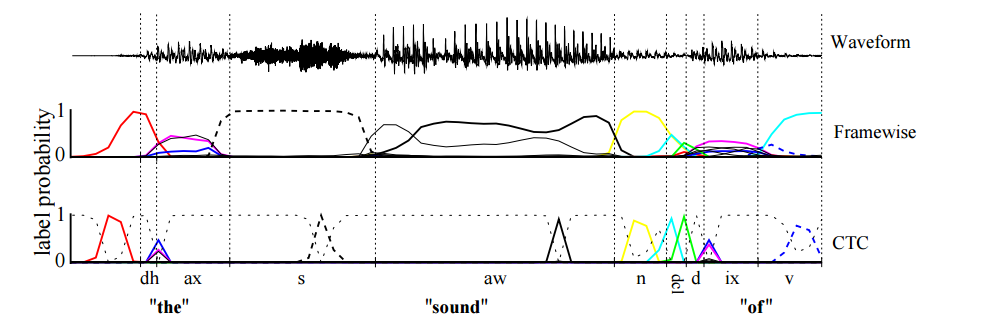 Waveform
label probability
1
0
Framewise
1
0
CTC
dh ax s aw n dcl d ix v
"the" "sound" "of"